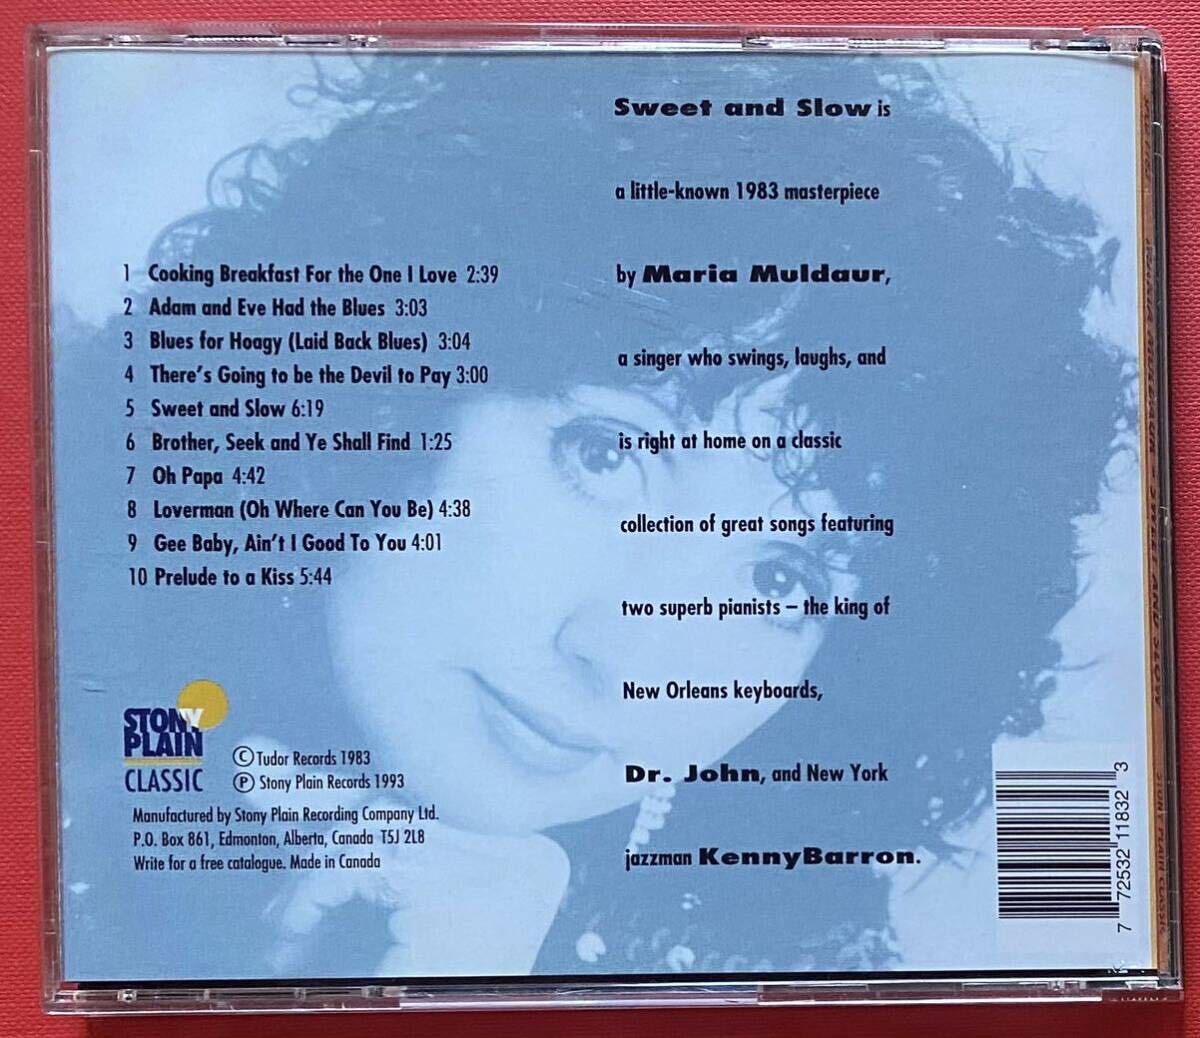 1 Cooking Breakfast For the One I Love 2:39
2 Adam and Eve Had the Blues 3:03
3 Blues for Hoagy (Laid Back Blues) 3:04
4 There's Going to be the Devil to Pay 3:00
5 Sweet and Slow 6:19
6 Brother, Seek and Ye Shall Find 1:25
7 Oh Papa 4:42
8 Loverman (Oh Where Can You Be) 4:38
9 Gee Baby, Ain't I Good To You 4:01
10 Prelude to a Kiss 5:44
Sweet and Slow is
a little-known 1983 masterpiece
by Maria Muldaur,
a singer who swings, laughs, and
is right at home on a classic
collection of great songs featuring
two superb pianists – the king of
New Orleans keyboards,
Dr. John, and New York
jazzman Kenny Barron.
STONY
PLAIN
CLASSIC
© Tudor Records 1983
℗ Stony Plain Records 1993
Manufactured by Stony Plain Recording Company Ltd.
P.O. Box 861, Edmonton, Alberta, Canada T5J 2L8
Write for a free catalogue. Made in Canada
7 72532 11832 3